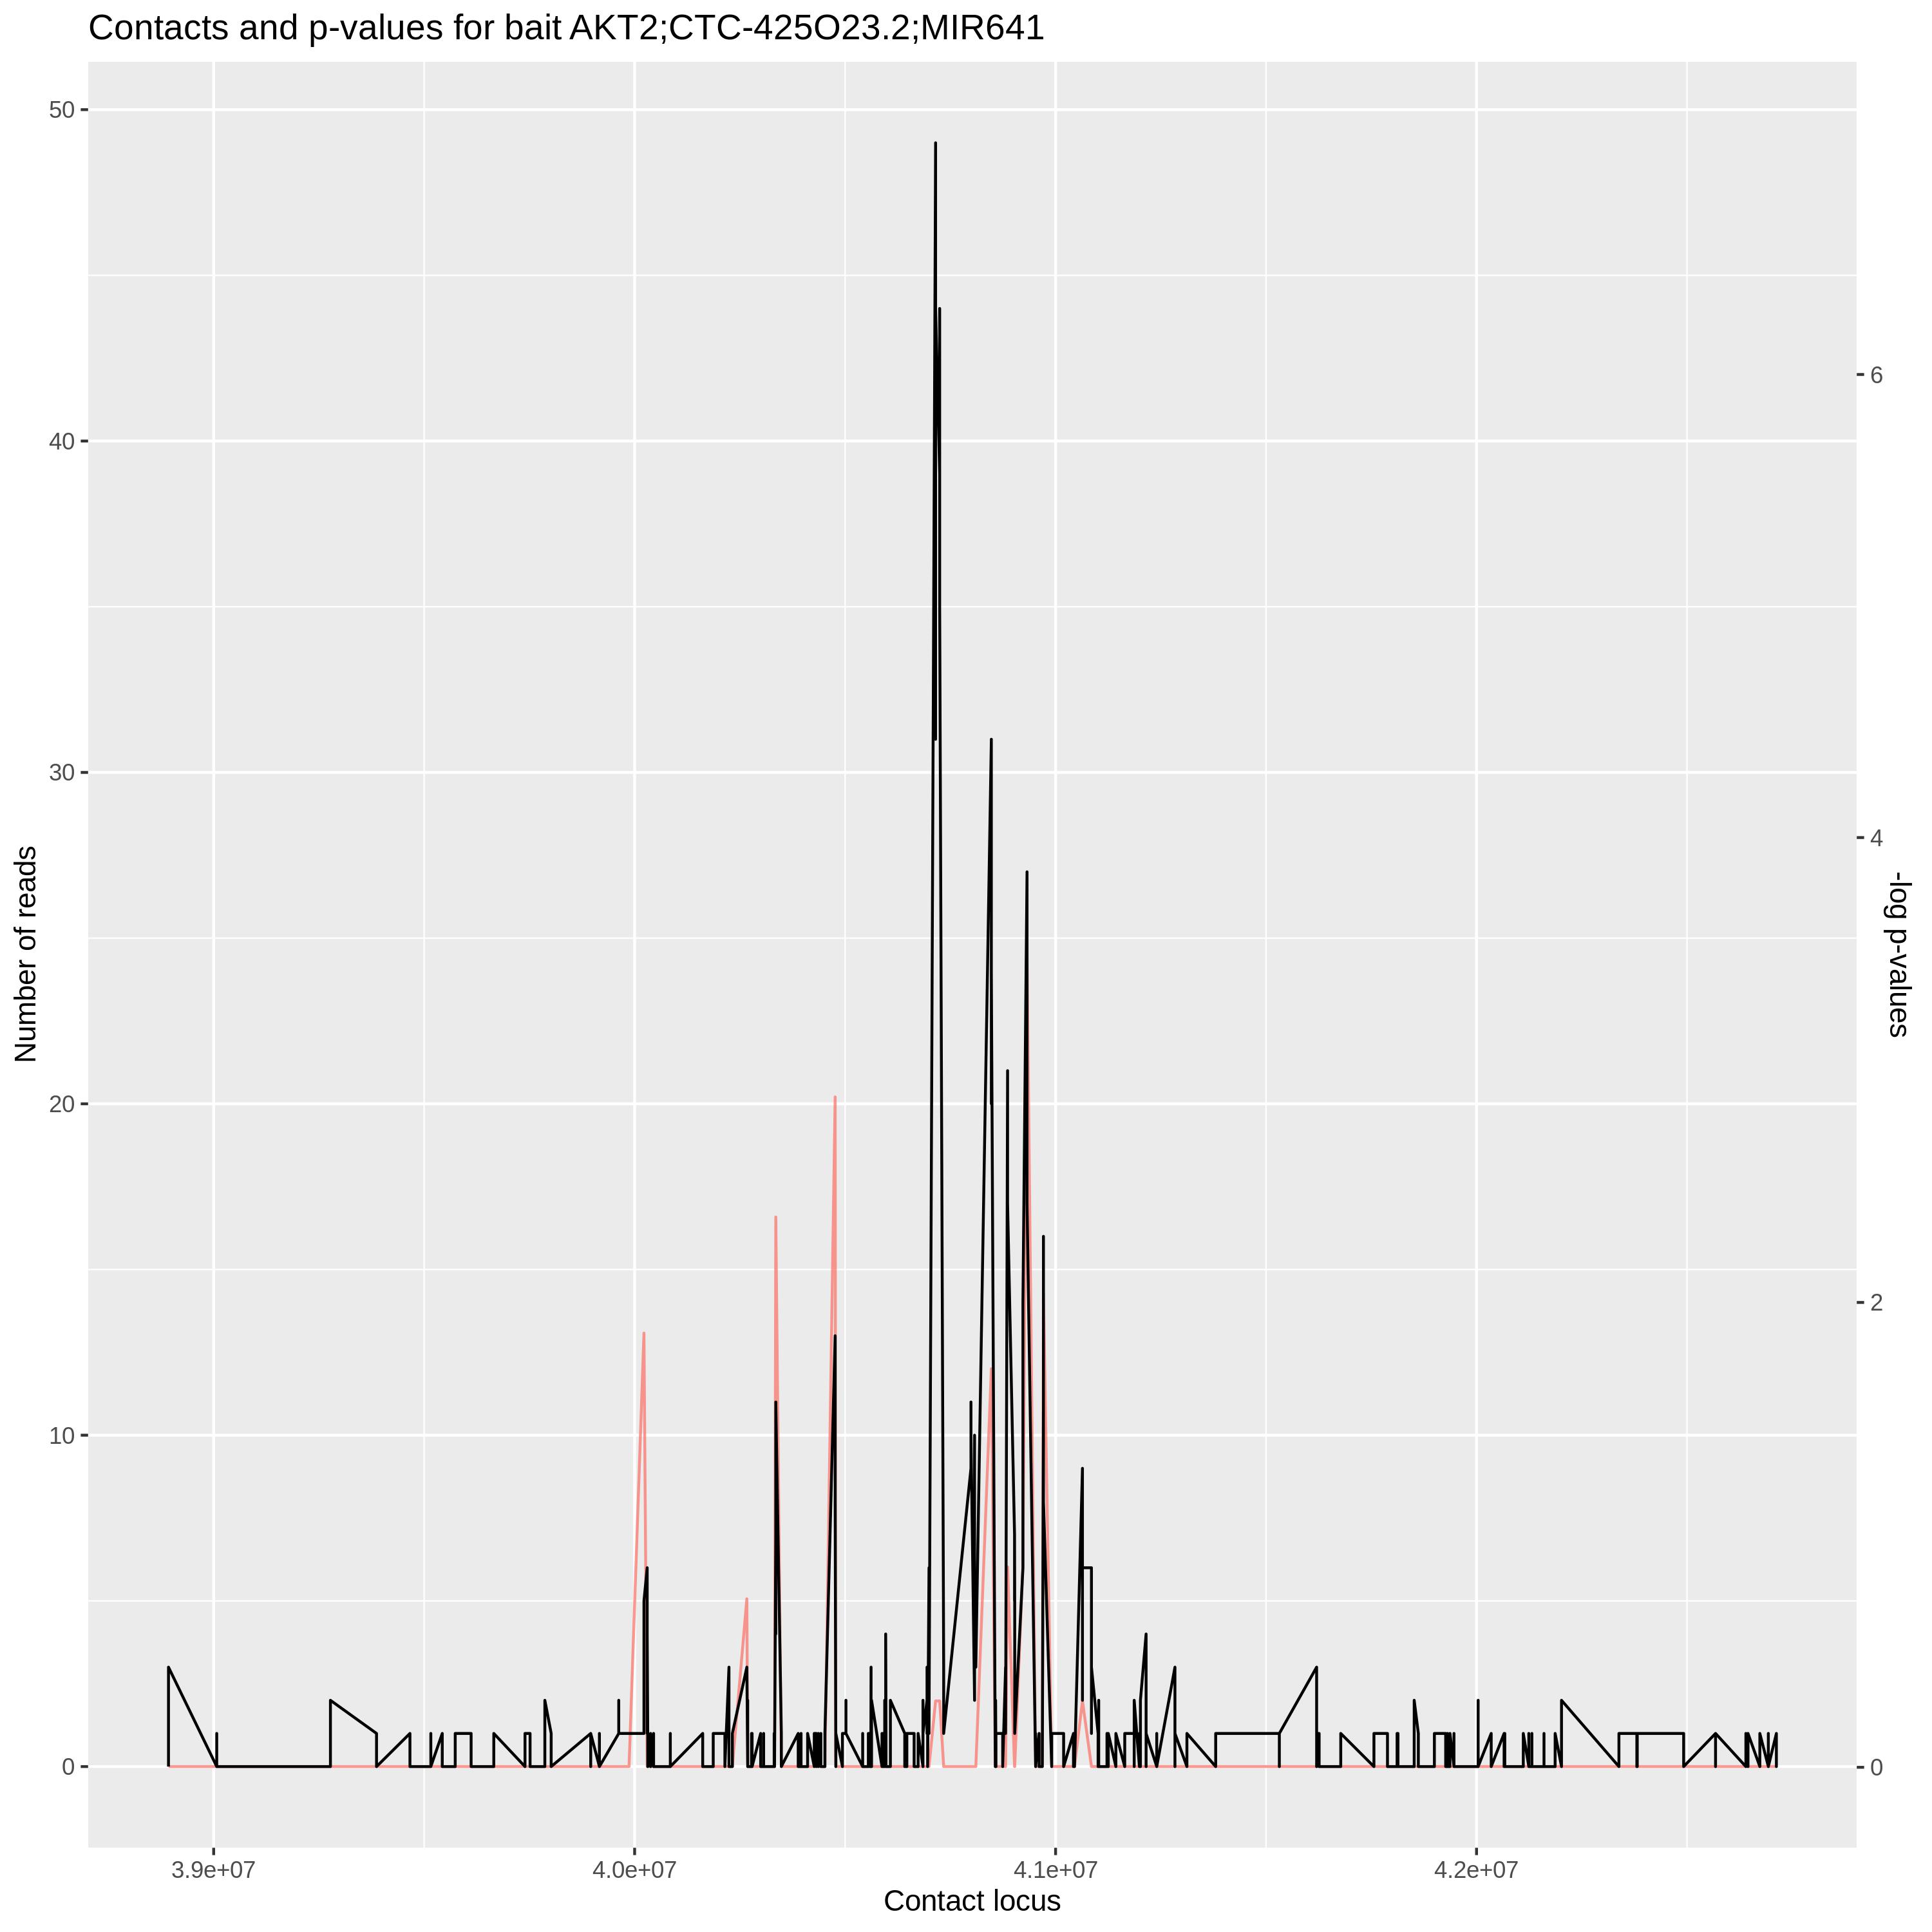 Contacts and p-values for bait AKT2;CTC-425O23.2;MIR641
50
40
30
20
10
0
Number of reads
6
4
2
0
-log p-values
3.9e+07
4.0e+07
4.1e+07
4.2e+07
Contact locus